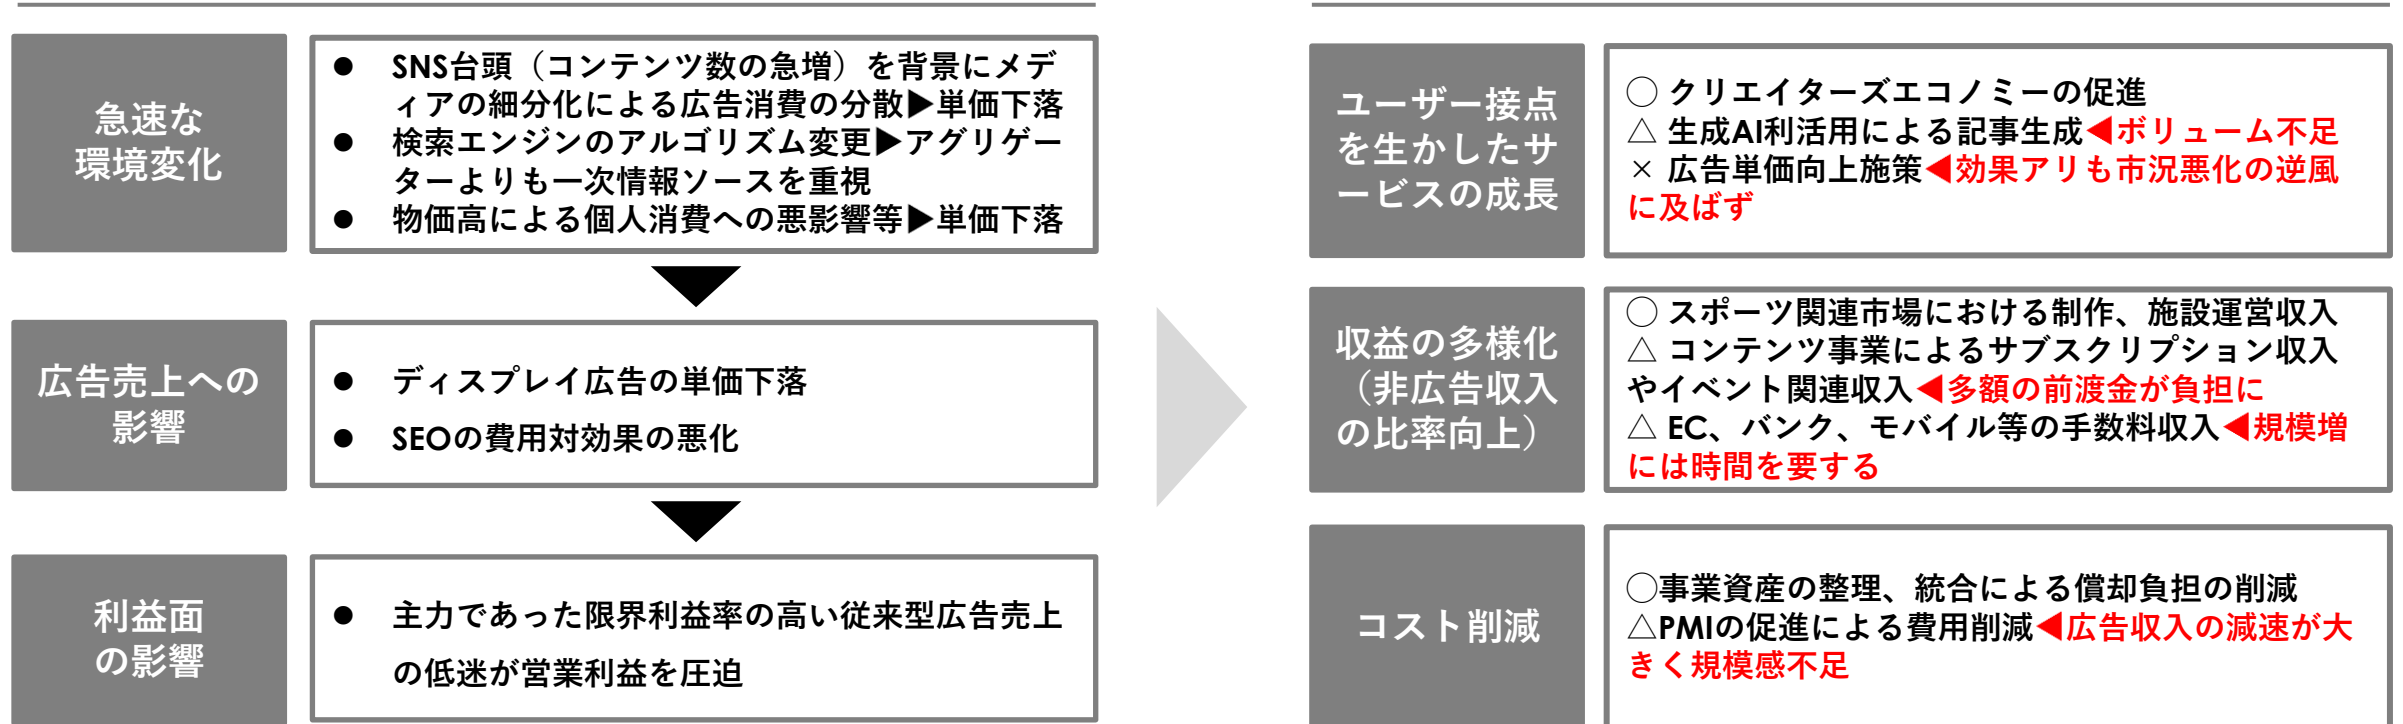 急速な
環境変化
● SNS台頭（コンテンツ数の急増）を背景にメデ
ィアの細分化による広告消費の分散▶単価下落
● 検索エンジンのアルゴリズム変更▶アグリゲー
ターよりも一次情報ソースを重視
● 物価高による個人消費への悪影響等▶単価下落
広告売上への
影響
● ディスプレイ広告の単価下落
● SEOの費用対効果の悪化
利益面
の影響
● 主力であった限界利益率の高い従来型広告売上
の低迷が営業利益を圧迫
ユーザー接点
を生かしたサ
ービスの成長
○ クリエイターズエコノミーの促進
△ 生成AI利活用による記事生成◀ボリューム不足
× 広告単価向上施策◀効果アリも市況悪化の逆風
に及ばず
収益の多様化
（非広告収入
の比率向上）
○ スポーツ関連市場における制作、施設運営収入
△ コンテンツ事業によるサブスクリプション収入
やイベント関連収入◀多額の前渡金が負担に
△ EC、バンク、モバイル等の手数料収入◀規模増
には時間を要する
コスト削減
○事業資産の整理、統合による償却負担の削減
△PMIの促進による費用削減◀広告収入の減速が大
きく規模感不足